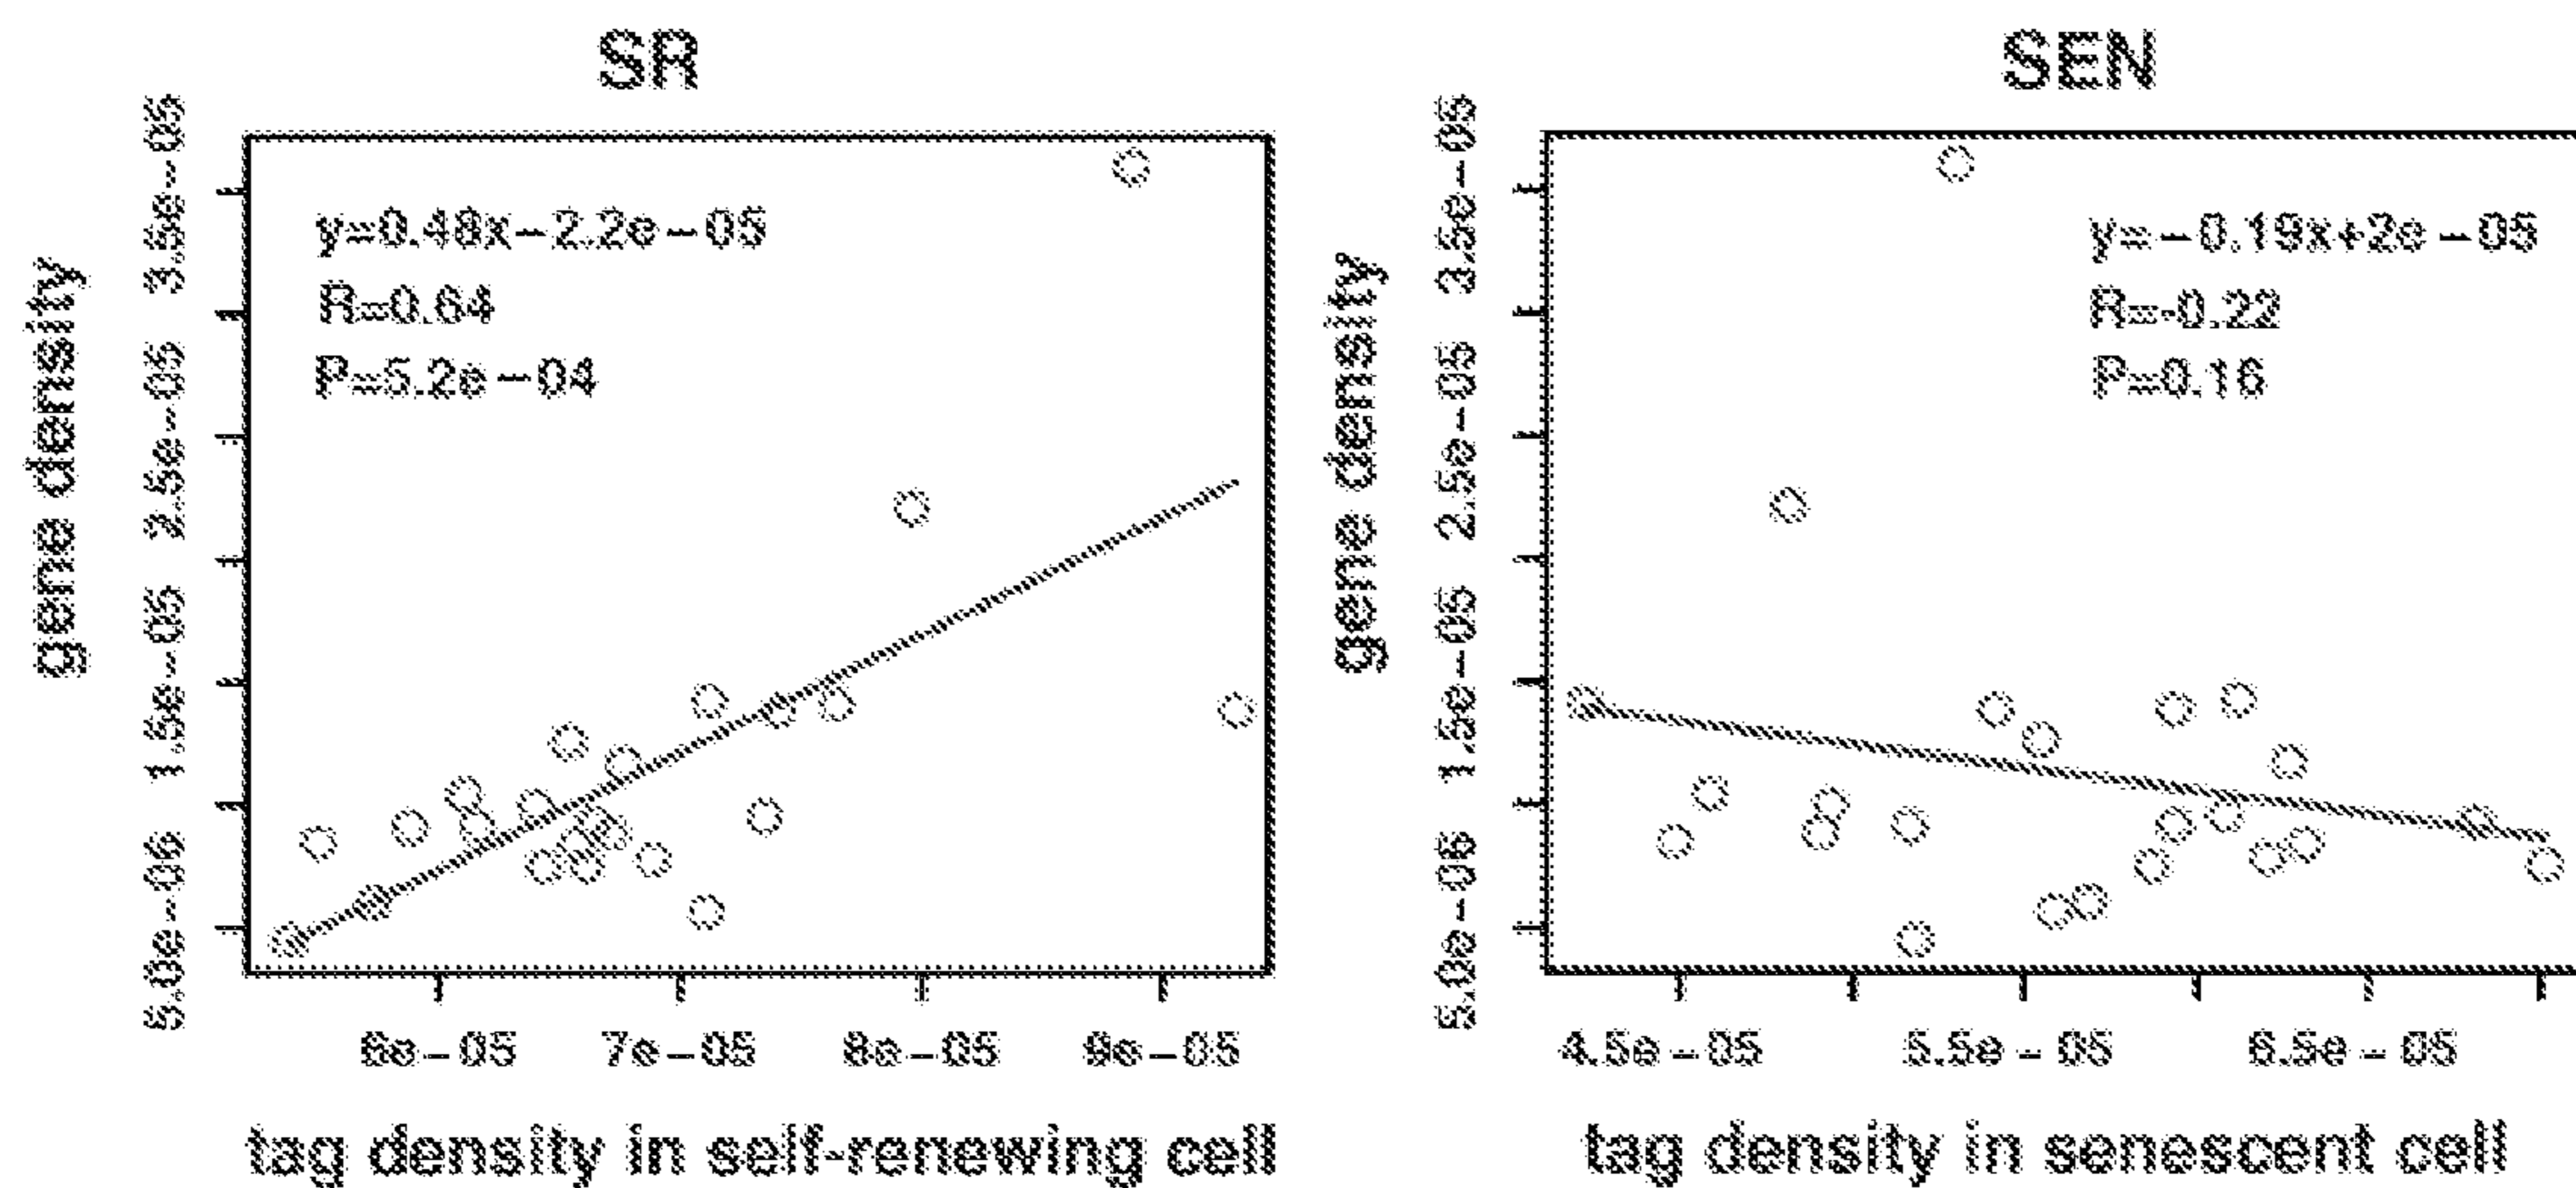 SR
y=0.48x−2.2e−05
R=0.64
P=5.2e−04
gene density
5.0e−06 1.5e−05 2.5e−05 3.5e−05
6e−05 7e−05 8e−05 9e−05
tag density in self-renewing cell
SEN
y=−0.19x+2e−05
R=-0.22
P=0.16
gene density
5.0e−06 1.5e−05 2.5e−05 3.5e−05
4.5e−05 5.5e−05 6.5e−05
tag density in senescent cell